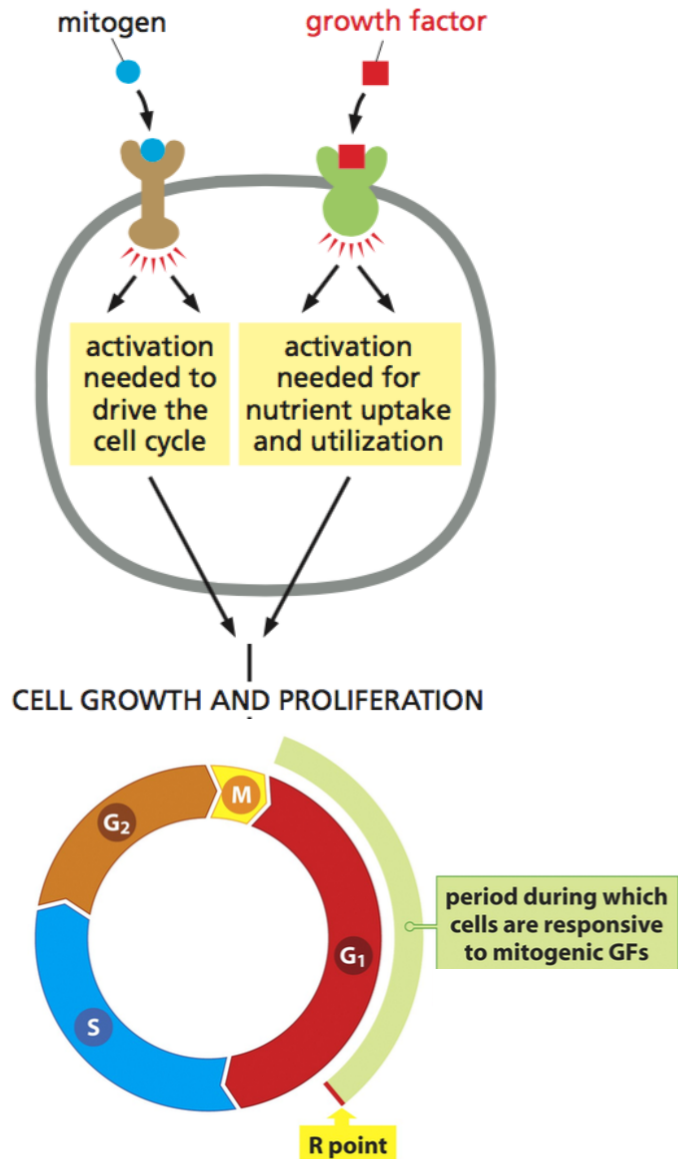 mitogen
growth factor
activation
needed to
drive the
cell cycle
activation
needed for
nutrient uptake
and utilization
CELL GROWTH AND PROLIFERATION
M
G₂
G₁
S
period during which
cells are responsive
to mitogenic GFs
R point